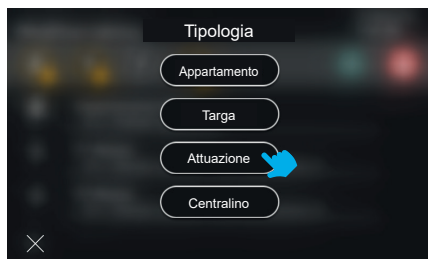 Tipologia
Appartamento
Targa
Attuazione
Centralino